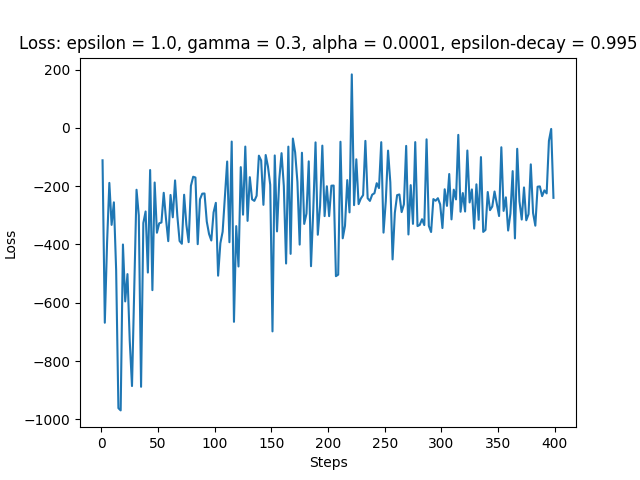 Loss: epsilon = 1.0, gamma = 0.3, alpha = 0.0001, epsilon-decay = 0.995
200
0
−200
−400
−600
−800
−1000
Loss
0 50 100 150 200 250 300 350 400
Steps